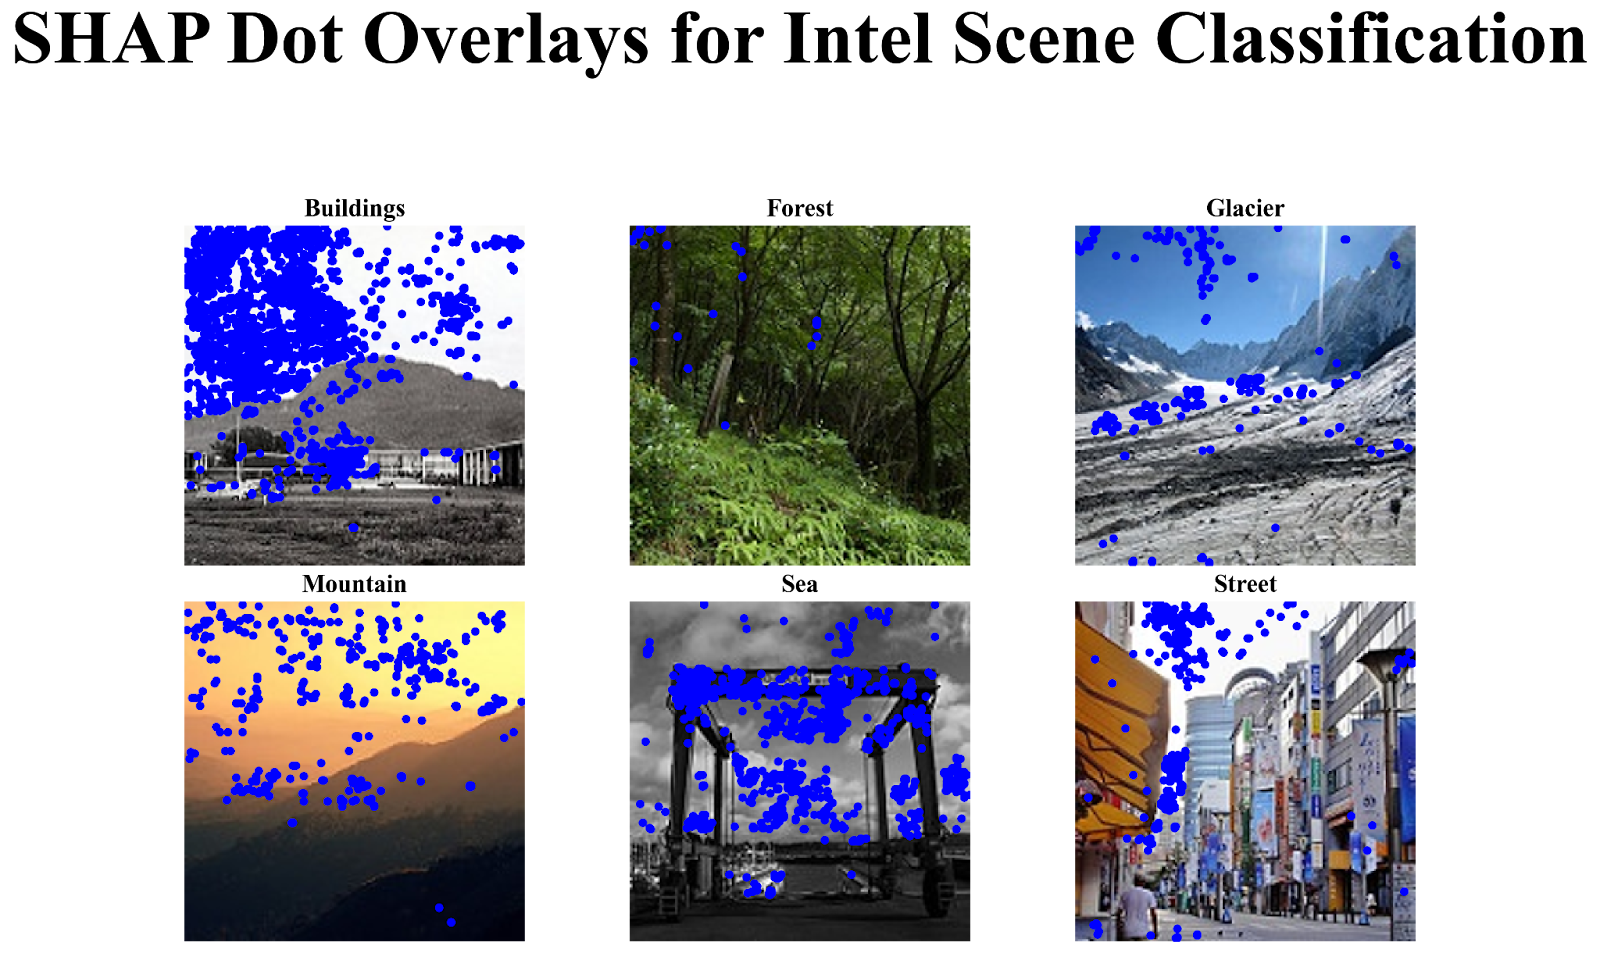 SHAP Dot Overlays for Intel Scene Classification
Buildings
Forest
Glacier
Mountain
Sea
Street